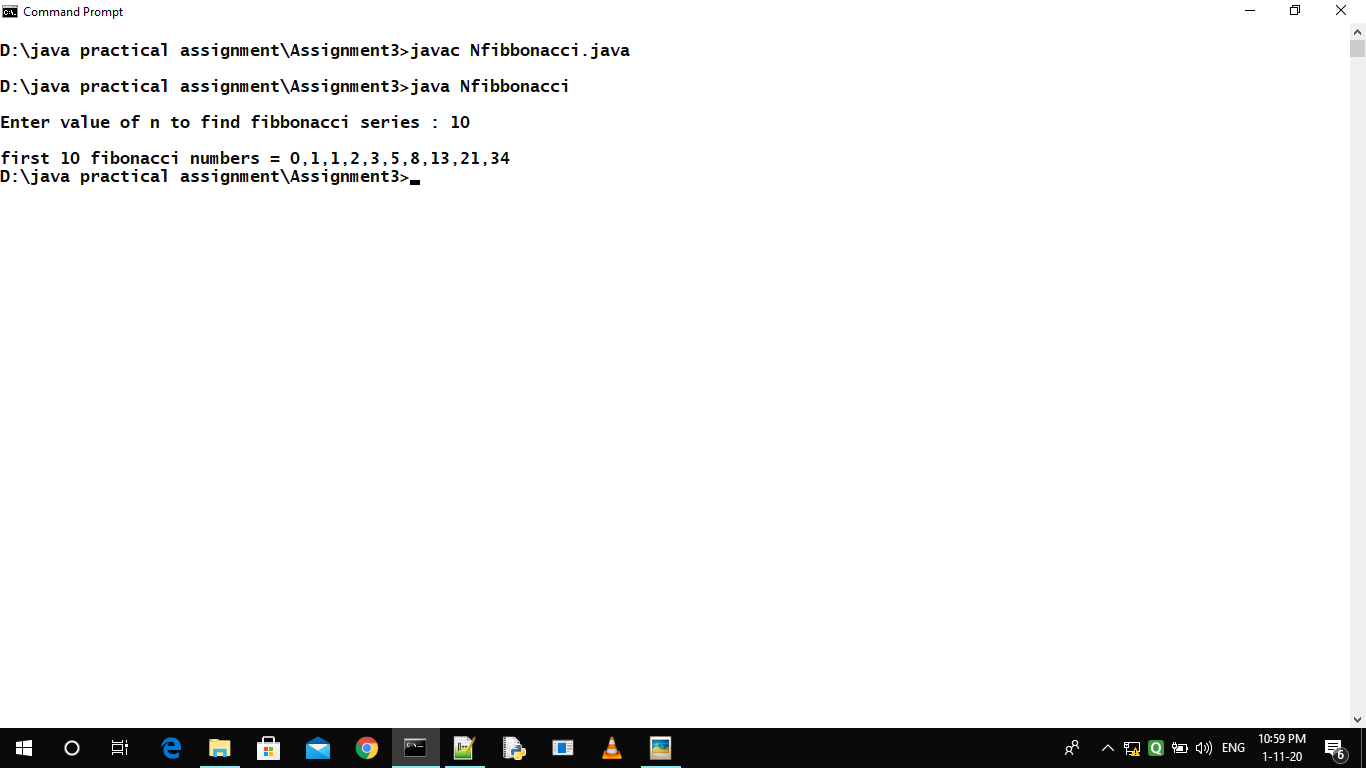 Command Prompt
D:\java practical assignment\Assignment3>javac Nfibbonacci.java
D:\java practical assignment\Assignment3>java Nfibbonacci
Enter value of n to find fibbonacci series : 10
first 10 fibonacci numbers = 0,1,1,2,3,5,8,13,21,34
D:\java practical assignment\Assignment3>
ENG
10:59 PM
1-11-20
6